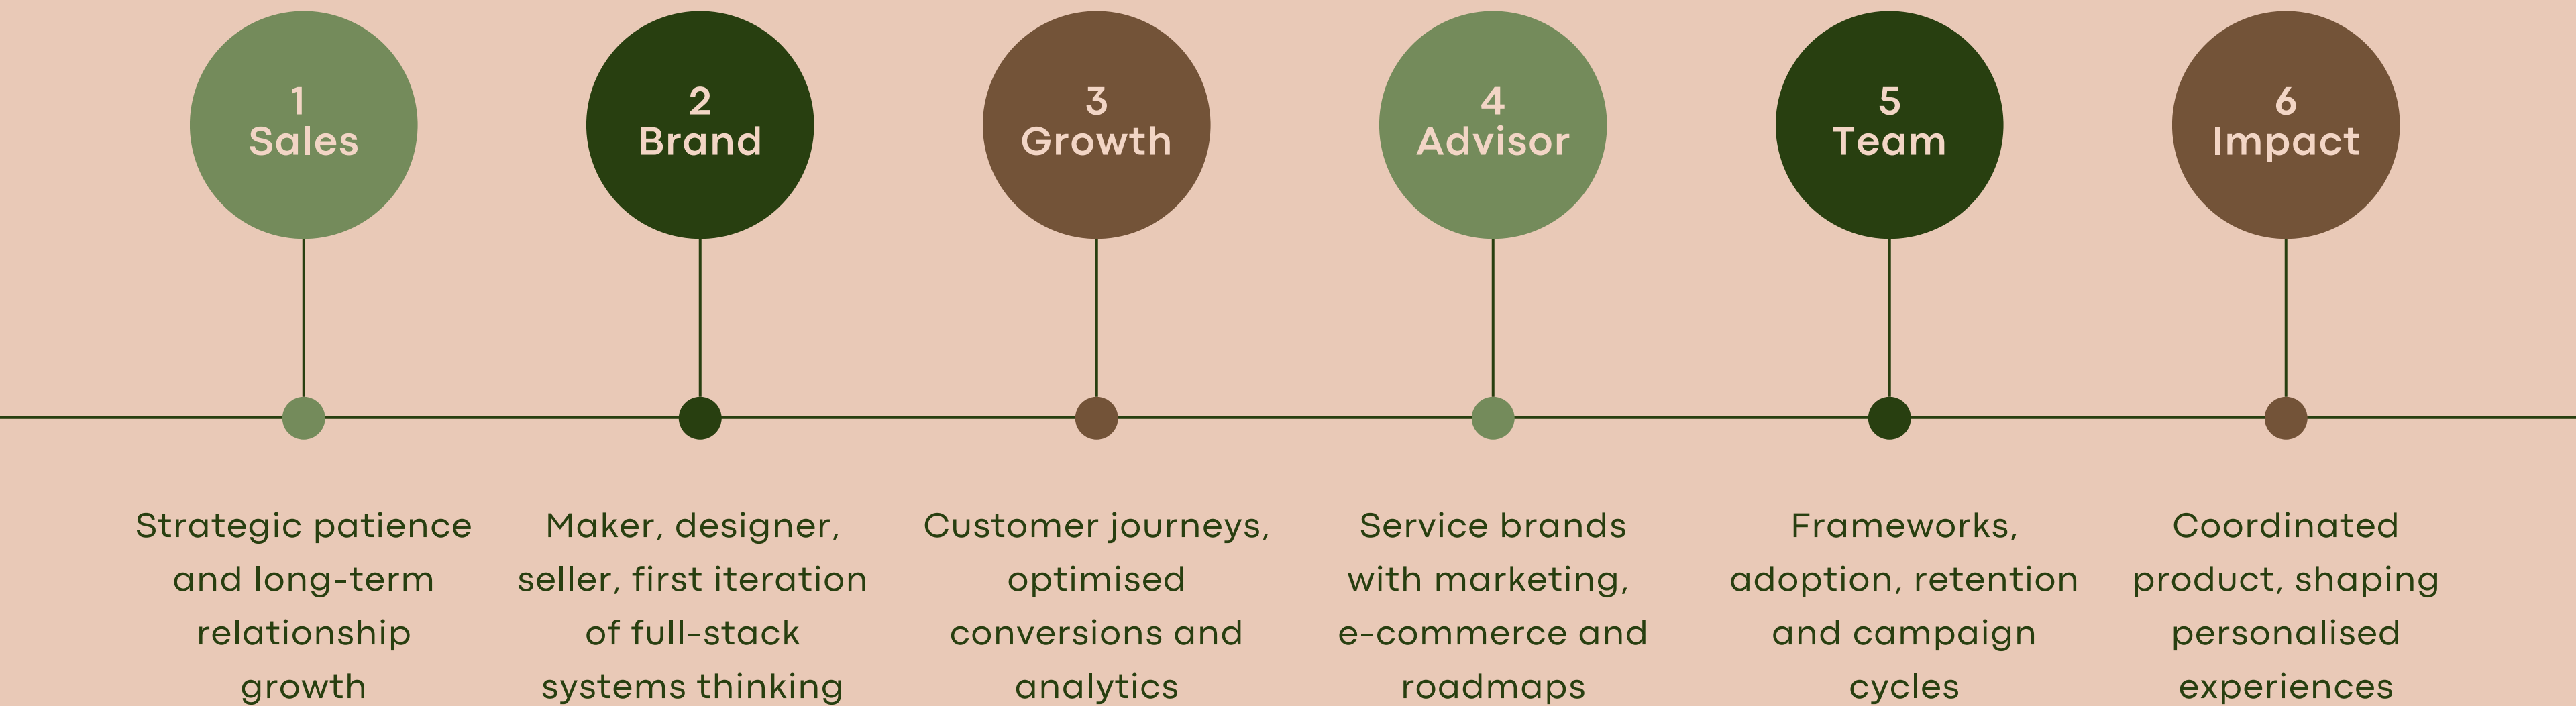 1
Sales
2
Brand
3
Growth
4
Advisor
5
Team
6
Impact
Strategic patience
and long-term
relationship
growth
Maker, designer,
seller, first iteration
of full-stack
systems thinking
Customer journeys,
optimised
conversions and
analytics
Service brands
with marketing,
e-commerce and
roadmaps
Frameworks,
adoption, retention
and campaign
cycles
Coordinated
product, shaping
personalised
experiences